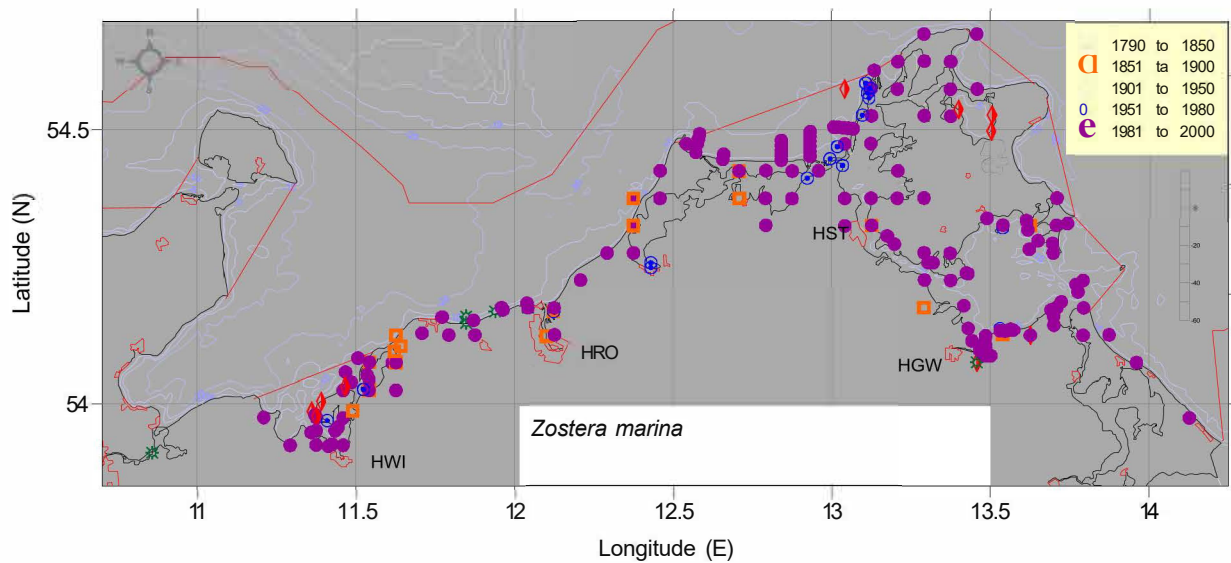 1790 to 1850
a 1851 ta 1900
1901 to 1950
0 1951 to 1980
e 1981 to 2000
54.5
54
Latitude (N)
HST
HRO
HGW
HWI
Zostera marina
-20
-40
-60
11 11.5 12 12.5 13 13.5 14
Longitude (E)